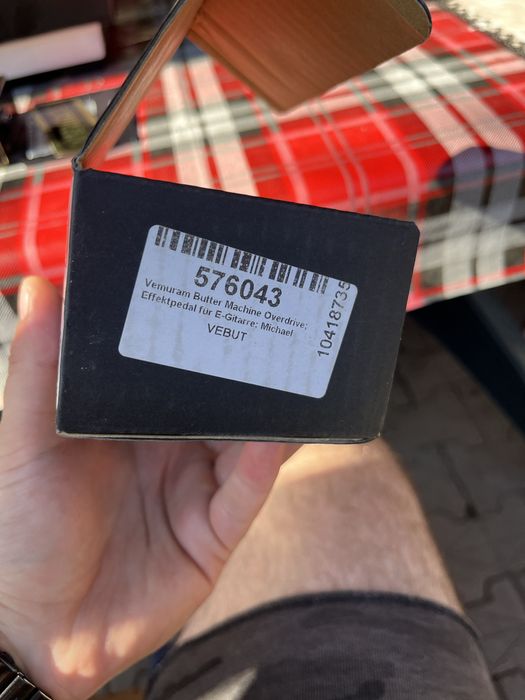 576043
Vemuram Butter Machine Overdrive;
Effektpedal für E-Gitarre; Michael
VEBUT
10418735